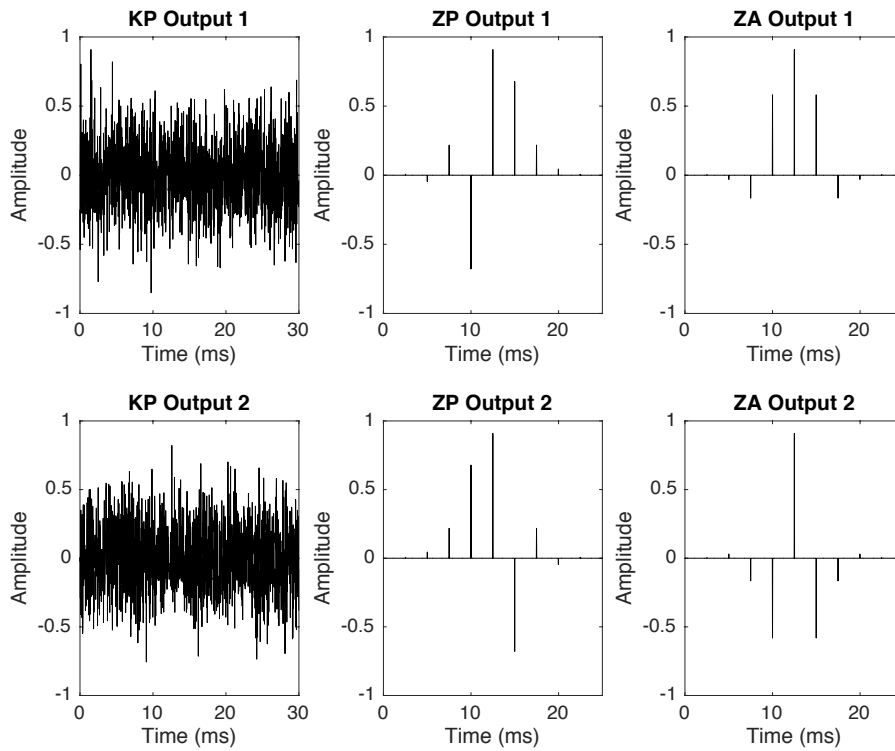 KP Output 1
1
0.5
0
-0.5
-1
0 10 20 30
Amplitude
Time (ms)
ZP Output 1
1
0.5
0
-0.5
-1
0 10 20
Amplitude
Time (ms)
ZA Output 1
1
0.5
0
-0.5
-1
0 10 20
Amplitude
Time (ms)
KP Output 2
1
0.5
0
-0.5
-1
0 10 20 30
Amplitude
Time (ms)
ZP Output 2
1
0.5
0
-0.5
-1
0 10 20
Amplitude
Time (ms)
ZA Output 2
1
0.5
0
-0.5
-1
0 10 20
Amplitude
Time (ms)